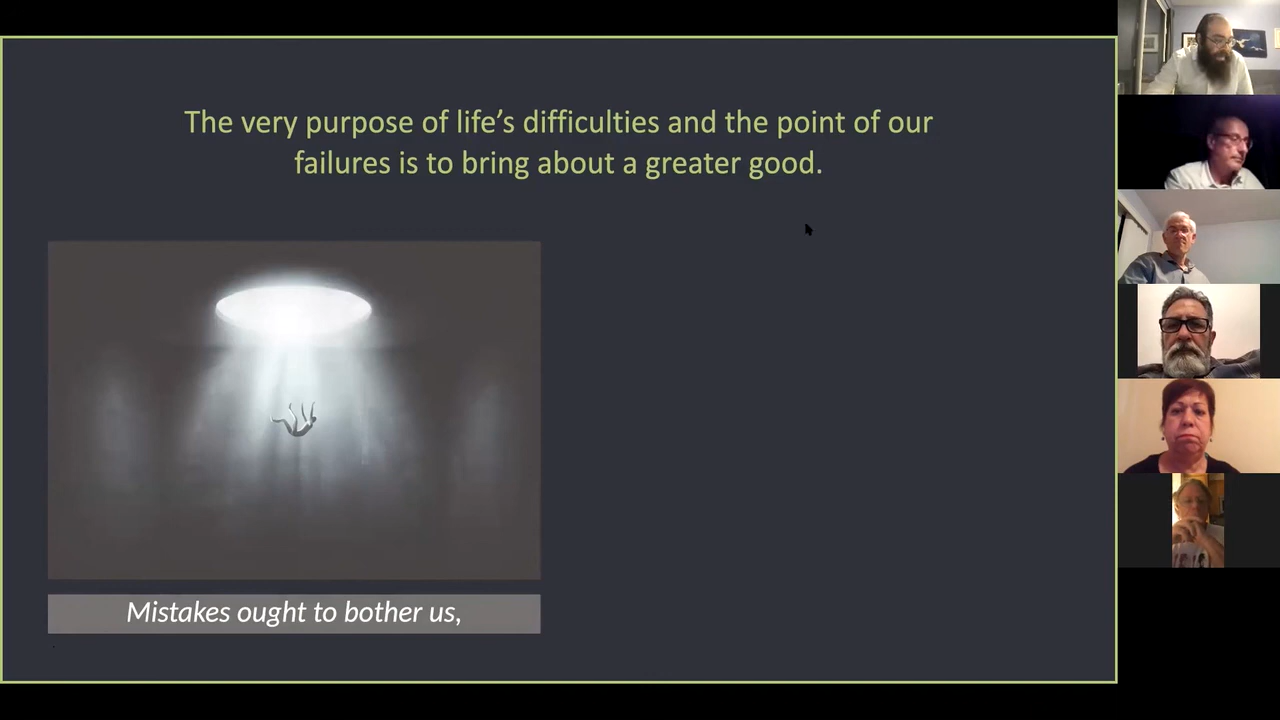 The very purpose of life’s difficulties and the point of our
failures is to bring about a greater good.
Mistakes ought to bother us,